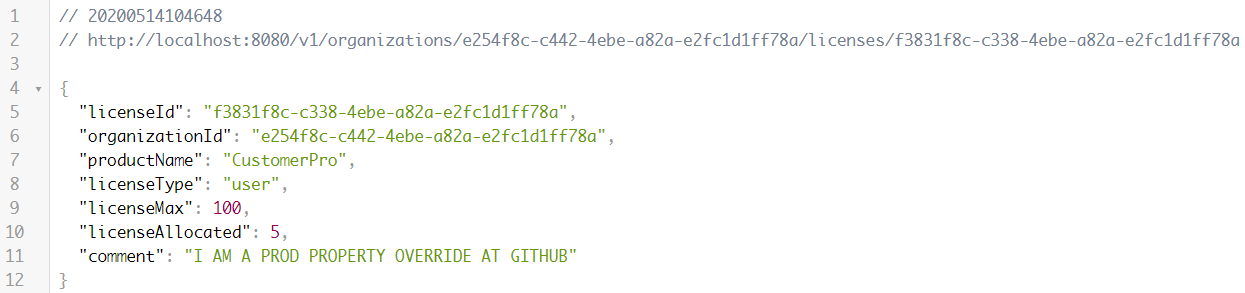 1 // 20200514104648
2 // http://localhost:8080/v1/organizations/e254f8c-c442-4ebe-a82a-e2fc1d1ff78a/licenses/f3831f8c-c338-4ebe-a82a-e2fc1d1ff78a
3
4 {
5 "licenseId": "f3831f8c-c338-4ebe-a82a-e2fc1d1ff78a",
6 "organizationId": "e254f8c-c442-4ebe-a82a-e2fc1d1ff78a",
7 "productName": "CustomerPro",
8 "licenseType": "user",
9 "licenseMax": 100,
10 "licenseAllocated": 5,
11 "comment": "I AM A PROD PROPERTY OVERRIDE AT GITHUB"
12 }